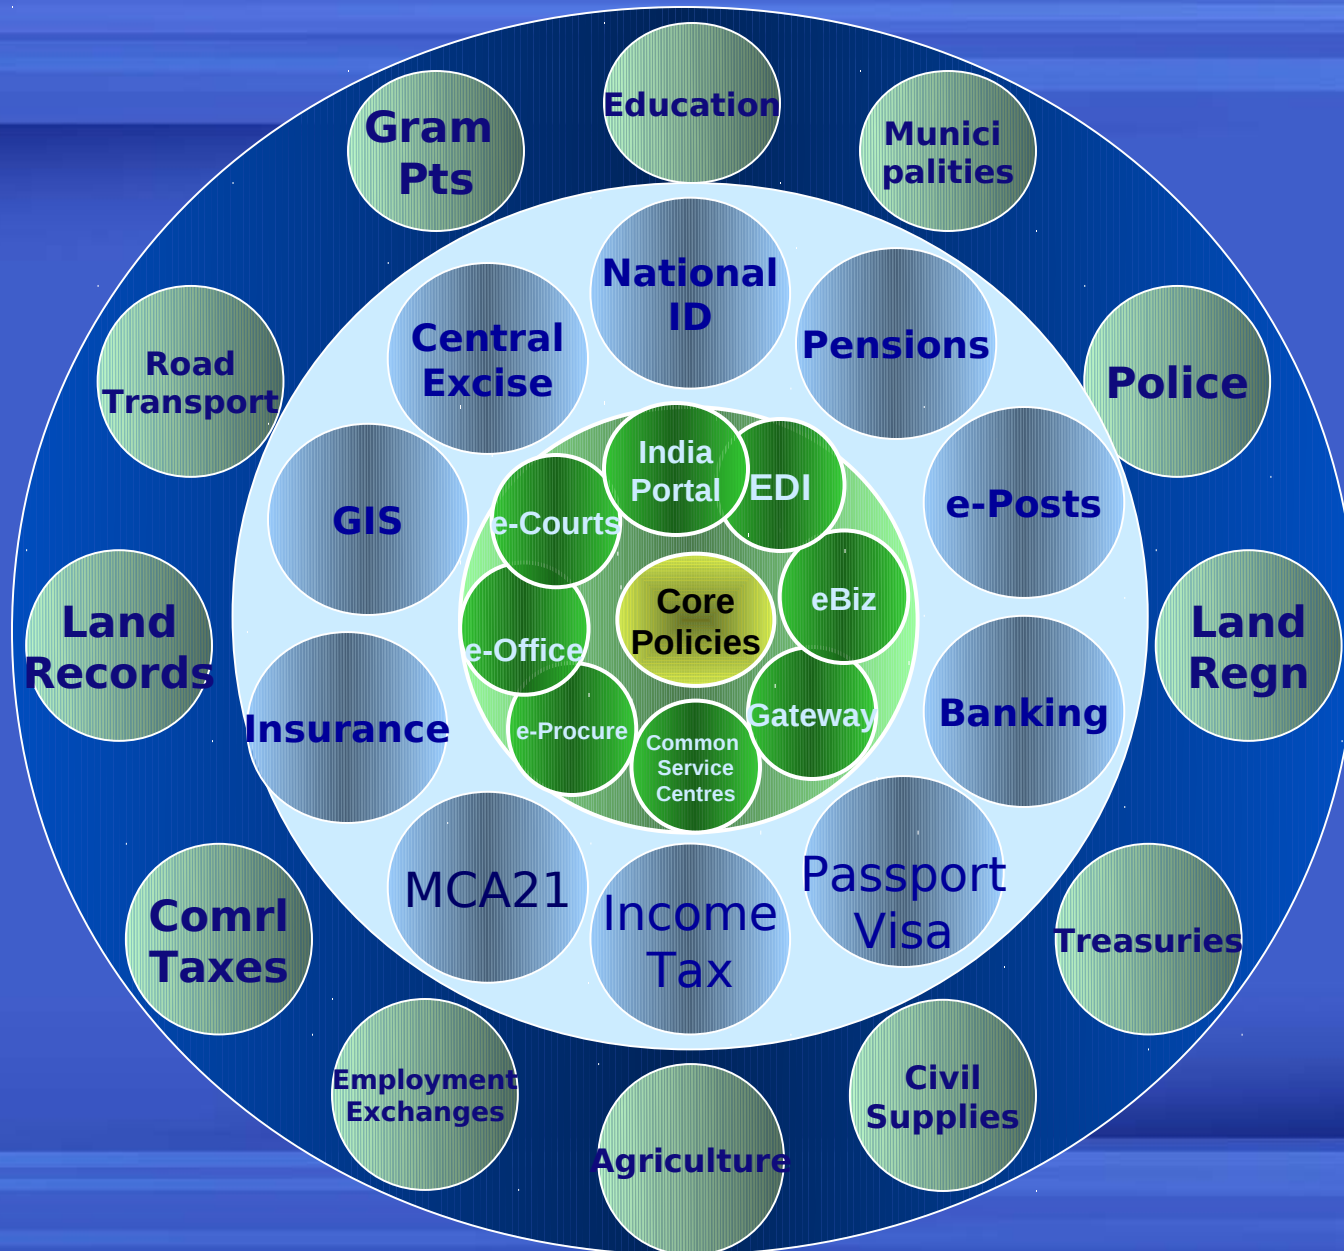 Education
Gram
Pts
Munici
palities
National
ID
Central
Excise
Pensions
Road
Transport
Police
India
Portal
EDI
e-Courts
GIS
e-Posts
Core
Policies
eBiz
Land
Records
e-Office
Land
Regn
Insurance
e-Procure
Common
Service
Centres
Gateway
Banking
MCA21
Income
Tax
Passport
Visa
Comrl
Taxes
Treasuries
Employment
Exchanges
Civil
Supplies
Agriculture